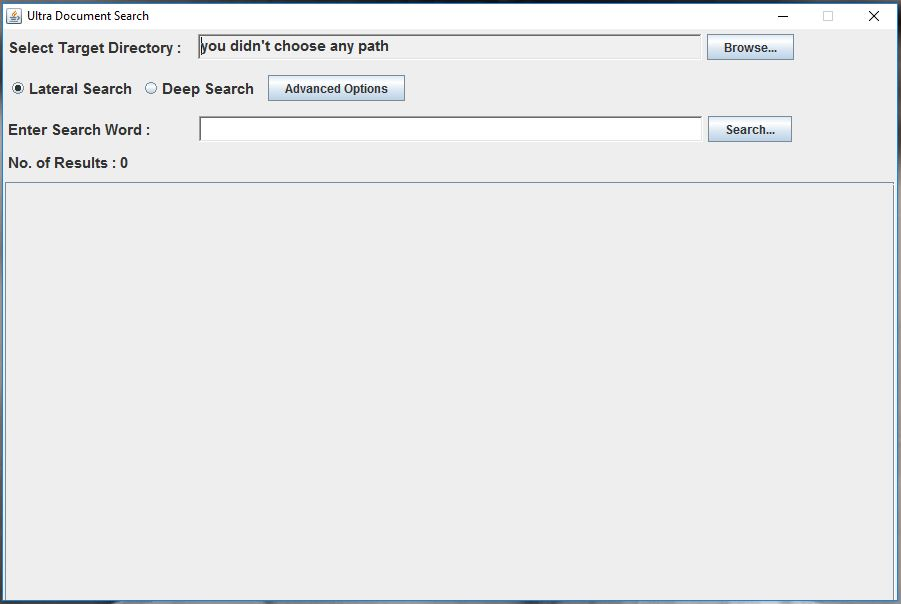 Ultra Document Search
Select Target Directory : you didn't choose any path Browse...
Lateral Search Deep Search Advanced Options
Enter Search Word : Search...
No. of Results : 0